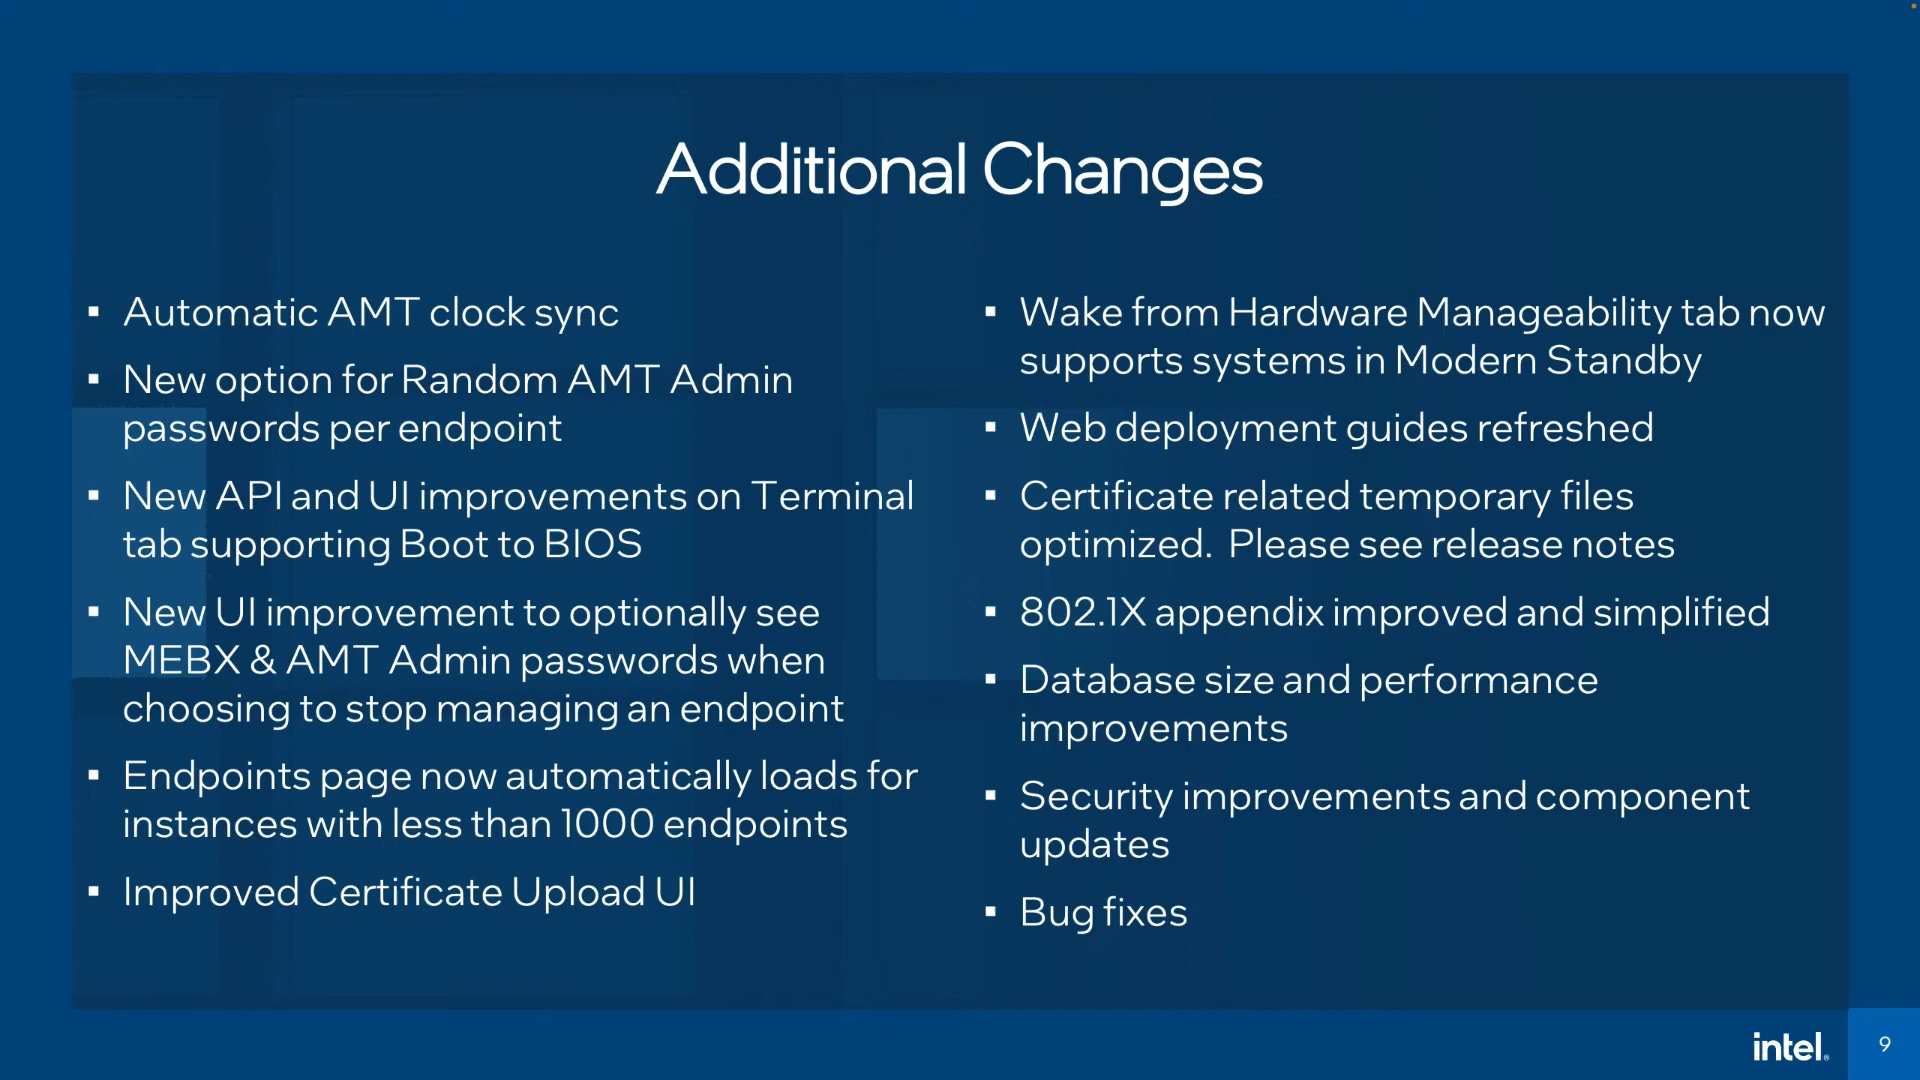 Additional Changes
▪ Automatic AMT clock sync
▪ New option for Random AMT Admin
passwords per endpoint
▪ New API and UI improvements on Terminal
tab supporting Boot to BIOS
▪ New UI improvement to optionally see
MEBX & AMT Admin passwords when
choosing to stop managing an endpoint
▪ Endpoints page now automatically loads for
instances with less than 1000 endpoints
▪ Improved Certificate Upload UI
▪ Wake from Hardware Manageability tab now
supports systems in Modern Standby
▪ Web deployment guides refreshed
▪ Certificate related temporary files
optimized.  Please see release notes
▪ 802.1X appendix improved and simplified
▪ Database size and performance
improvements
▪ Security improvements and component
updates
▪ Bug fixes
intel®
9